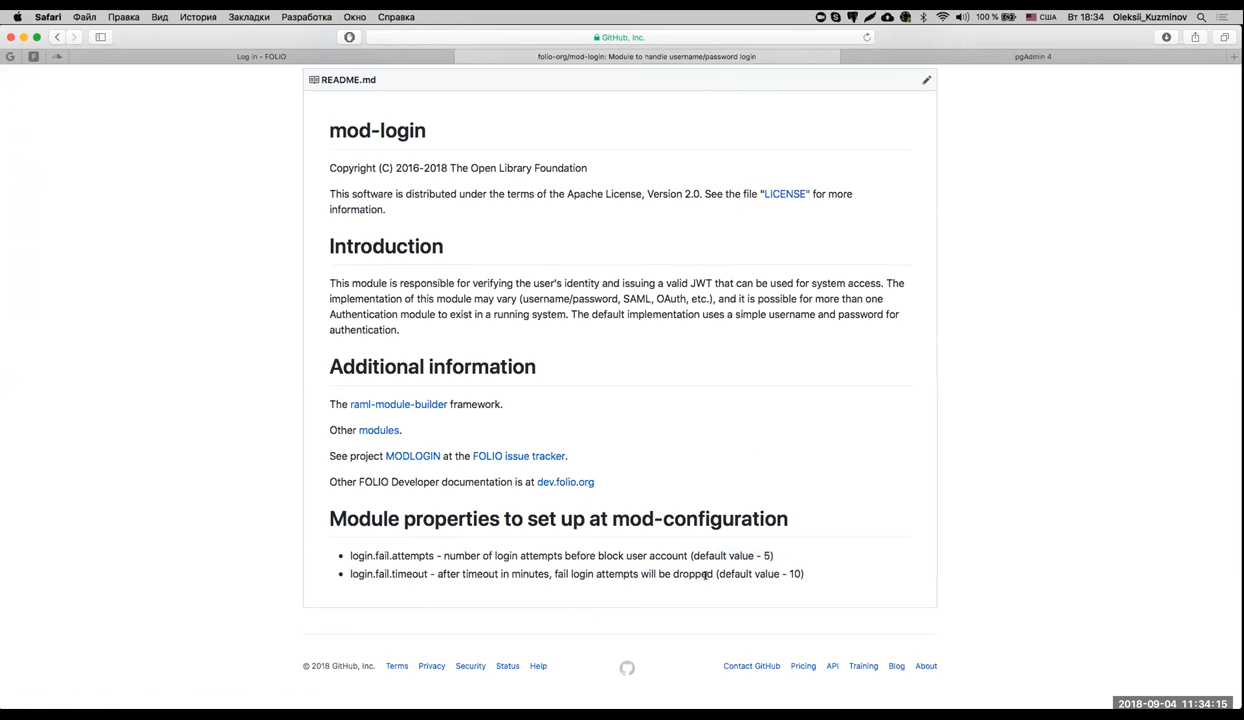 Safari Файл Правка Вид История Закладки Разработка Окно Справка 100 % США Вт 18:34 Oleksii_Kuzminov
GitHub, Inc.
Log in - FOLIO folio-org/mod-login: Module to handle username/password login pgAdmin 4
README.md
mod-login
Copyright (C) 2016-2018 The Open Library Foundation
This software is distributed under the terms of the Apache License, Version 2.0. See the file "LICENSE" for more
information.
Introduction
This module is responsible for verifying the user's identity and issuing a valid JWT that can be used for system access. The
implementation of this module may vary (username/password, SAML, OAuth, etc.), and it is possible for more than one
Authentication module to exist in a running system. The default implementation uses a simple username and password for
authentication.
Additional information
The raml-module-builder framework.
Other modules.
See project MODLOGIN at the FOLIO issue tracker.
Other FOLIO Developer documentation is at dev.folio.org
Module properties to set up at mod-configuration
• login.fail.attempts - number of login attempts before block user account (default value - 5)
• login.fail.timeout - after timeout in minutes, fail login attempts will be dropped (default value - 10)
© 2018 GitHub, Inc. Terms Privacy Security Status Help Contact GitHub Pricing API Training Blog About
2018-09-04 11:34:15